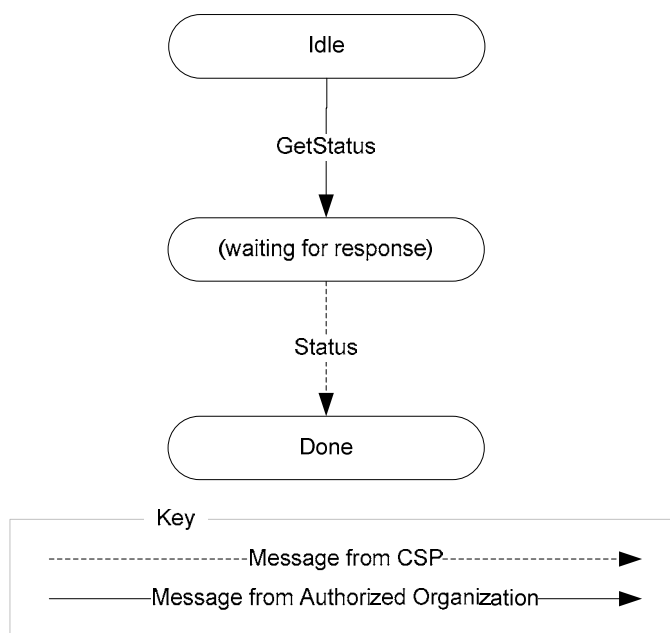 Idle
GetStatus
(waiting for response)
Status
Done
Key
Message from CSP
Message from Authorized Organization